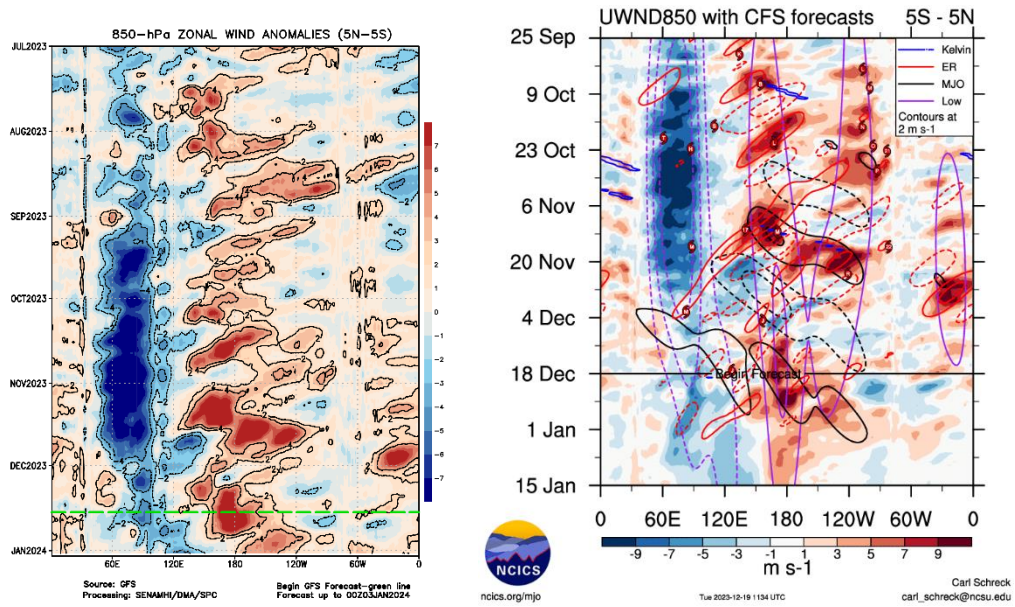 850-hPa ZONAL WIND ANOMALIES (5N-5S)
JUL2023
AUG2023
SEP2023
OCT2023
NOV2023
DEC2023
JAN2024
60E
120E
180
120W
60W
0
7
6
5
4
3
2
1
-1
-2
-3
-4
-5
-6
-7
Source: GFS
Processing: SENAMHI/DMA/SPC
Begin GFS Forecast-green line
Forecast up to 00Z03JAN2024
UWND850 with CFS forecasts 5S - 5N
25 Sep
9 Oct
23 Oct
6 Nov
20 Nov
4 Dec
18 Dec
1 Jan
15 Jan
Kelvin
ER
MJO
Low
Contours at
2 m s-1
Begin Forecast
0 60E 120E 180 120W 60W 0
-9 -7 -5 -3 -1 1 3 5 7 9
m s-1
NCICS
ncics.org/mjo
Tue 2023-12-19 1134 UTC
Carl Schreck
carl_schreck@ncsu.edu